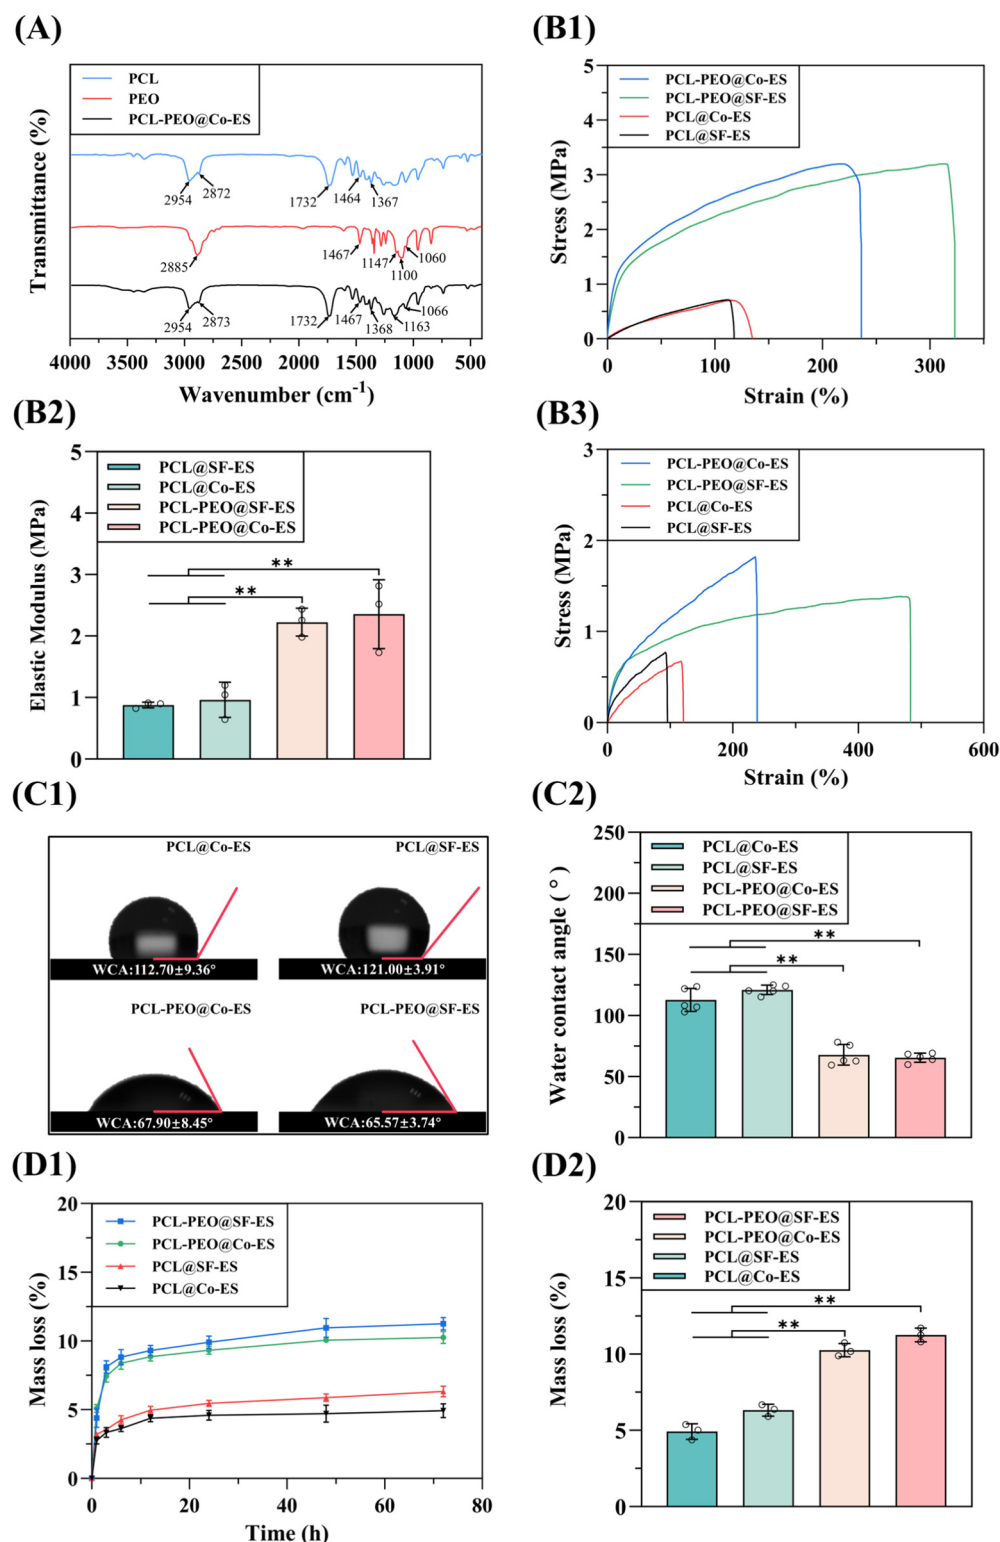 (A)
PCL
PEO
PCL-PEO@Co-ES
Transmittance (%)
2954
2872
1732
1464
1367
2885
1467
1147
1100
1060
2954
2873
1732
1467
1368
1163
1066
4000 3500 3000 2500 2000 1500 1000 500
Wavenumber (cm-1)
(B1)
PCL-PEO@Co-ES
PCL-PEO@SF-ES
PCL@Co-ES
PCL@SF-ES
Stress (MPa)
5
4
3
2
1
0
0 100 200 300
Strain (%)
(B2)
PCL@SF-ES
PCL@Co-ES
PCL-PEO@SF-ES
PCL-PEO@Co-ES
Elastic Modulus (MPa)
5
4
3
2
1
0
**
**
(B3)
PCL-PEO@Co-ES
PCL-PEO@SF-ES
PCL@Co-ES
PCL@SF-ES
Stress (MPa)
3
2
1
0
0 200 400 600
Strain (%)
(C1)
PCL@Co-ES
PCL@SF-ES
WCA:112.70±9.36°
WCA:121.00±3.91°
PCL-PEO@Co-ES
PCL-PEO@SF-ES
WCA:67.90±8.45°
WCA:65.57±3.74°
(C2)
PCL@Co-ES
PCL@SF-ES
PCL-PEO@Co-ES
PCL-PEO@SF-ES
Water contact angle ( ° )
250
200
150
100
50
0
**
**
(D1)
PCL-PEO@SF-ES
PCL-PEO@Co-ES
PCL@SF-ES
PCL@Co-ES
Mass loss (%)
20
15
10
5
0
0 20 40 60 80
Time (h)
(D2)
PCL-PEO@SF-ES
PCL-PEO@Co-ES
PCL@SF-ES
PCL@Co-ES
Mass loss (%)
20
15
10
5
0
**
**